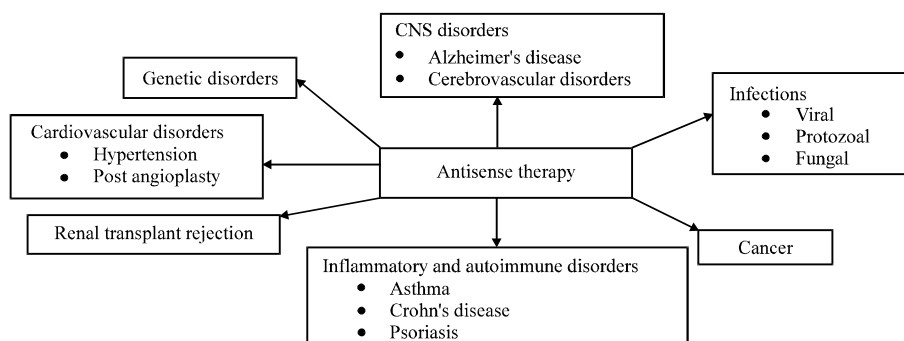 CNS disorders
● Alzheimer's disease
● Cerebrovascular disorders
Genetic disorders
Infections
● Viral
● Protozoal
● Fungal
Cardiovascular disorders
● Hypertension
● Post angioplasty
Antisense therapy
Renal transplant rejection
Cancer
Inflammatory and autoimmune disorders
● Asthma
● Crohn's disease
● Psoriasis